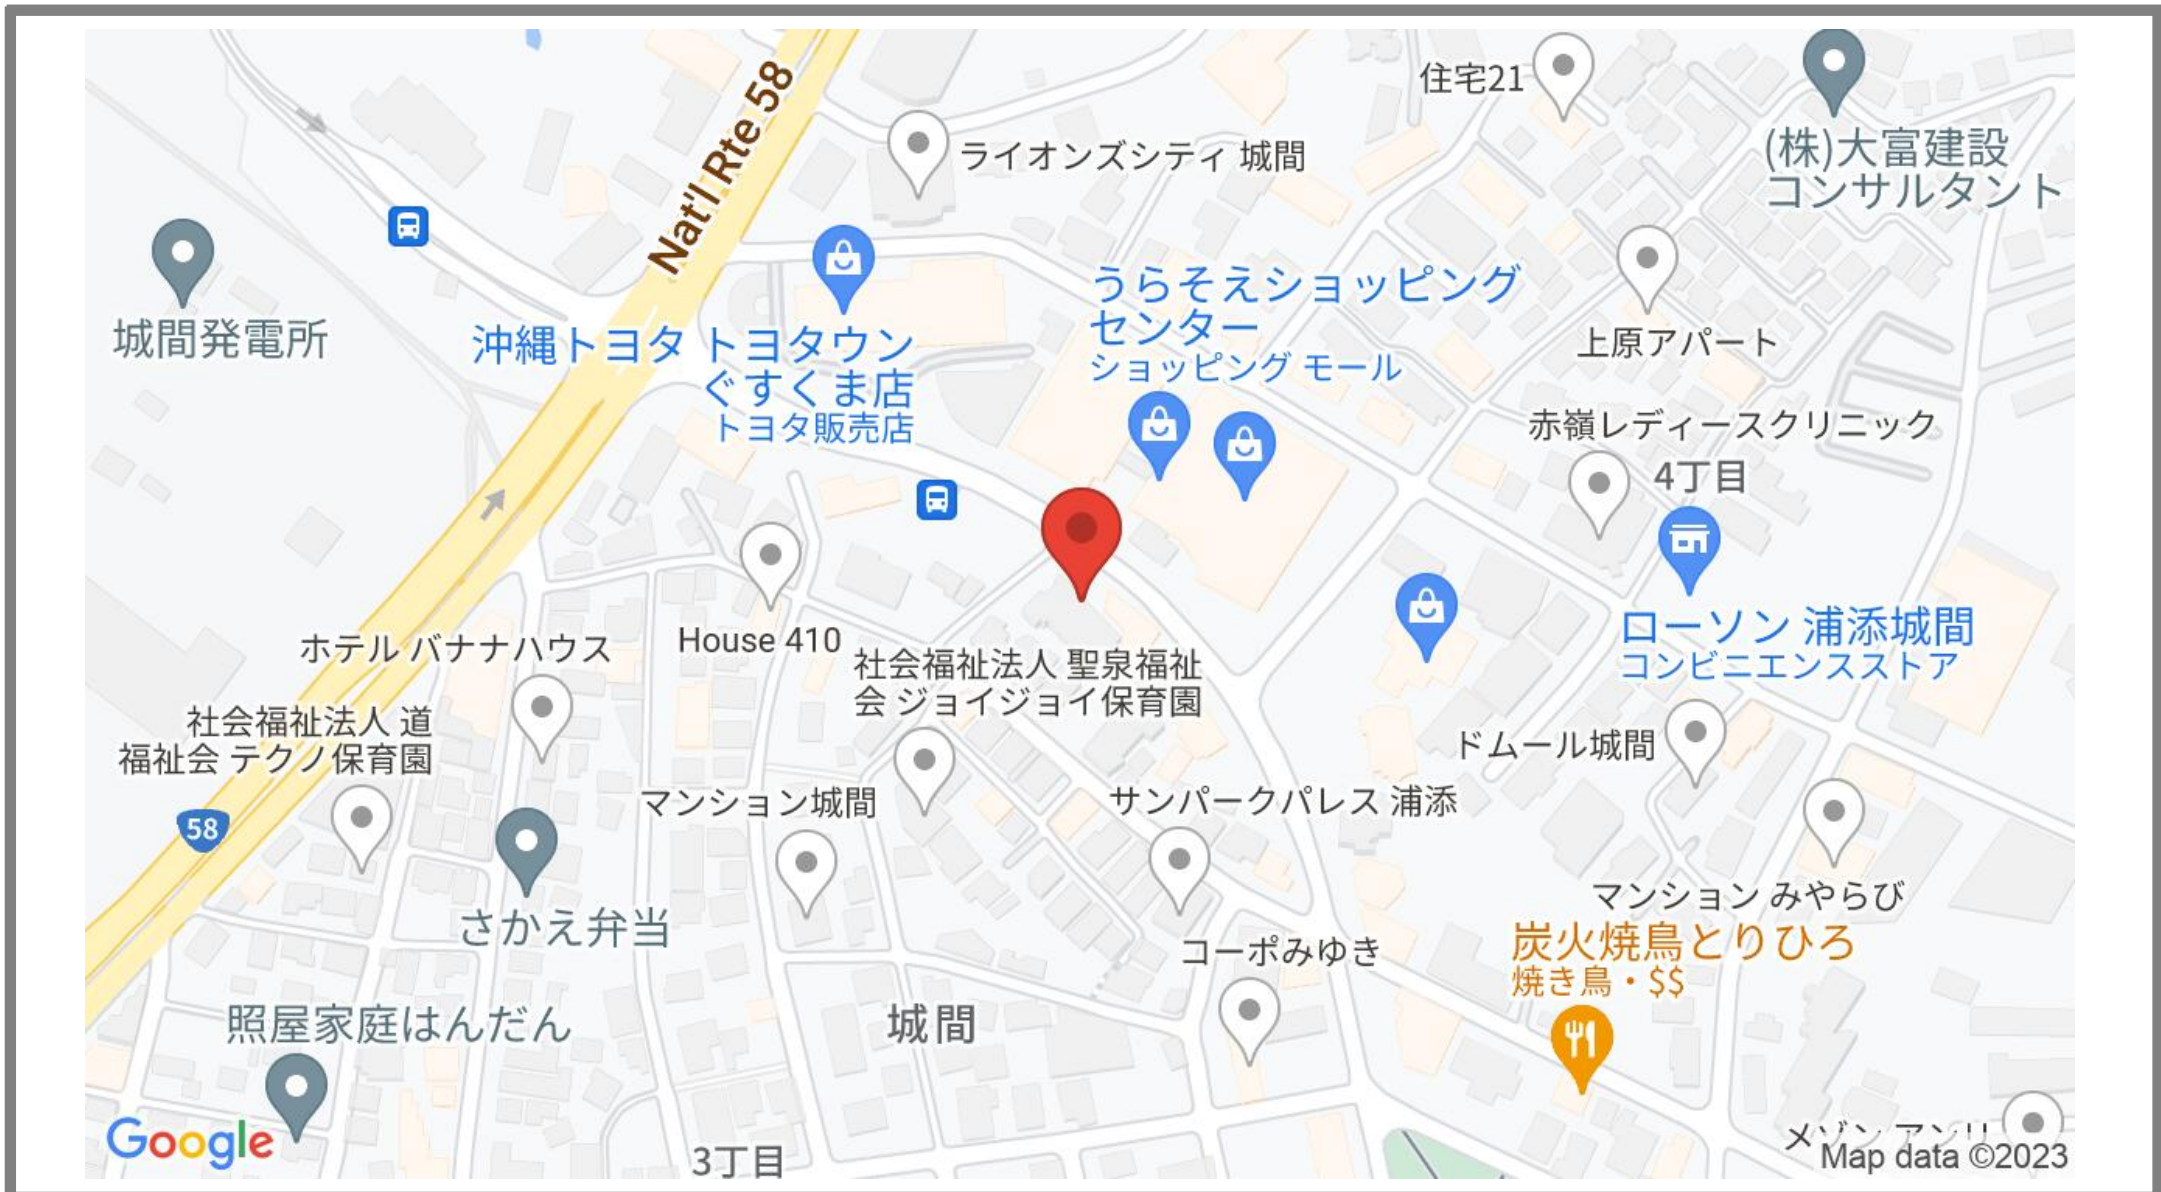 住宅21
(株)大富建設
コンサルタント
Nat'l Rte 58
ライオンズシティ 城間
城間発電所
沖縄トヨタ トヨタウン
ぐすくま店
トヨタ販売店
うらそえショッピング
センター
ショッピング モール
上原アパート
赤嶺レディースクリニック
4丁目
ローソン 浦添城間
コンビニエンスストア
ホテル バナナハウス
House 410
社会福祉法人 聖泉福祉
会 ジョイジョイ保育園
社会福祉法人 道
福祉会 テクノ保育園
58
マンション城間
サンパークパレス 浦添
ドムール城間
マンション みやらび
さかえ弁当
コーポみゆき
炭火焼鳥とりひろ
焼き鳥・$$
照屋家庭はんだん
城間
Google
3丁目
メゾン アンリ
Map data ©2023